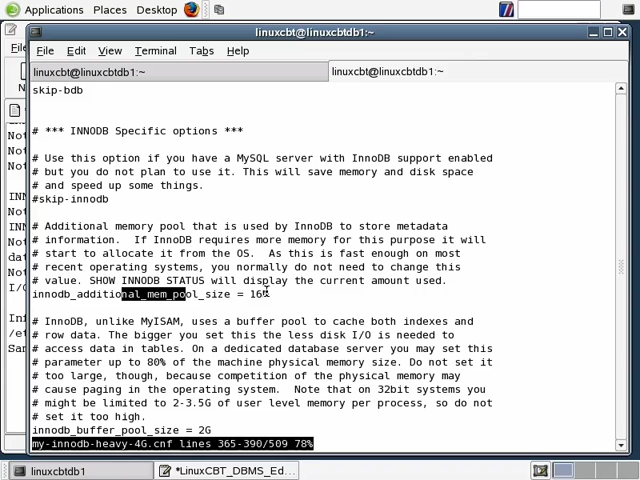 Applications Places Desktop
linuxcbt@linuxcbtdb1:~
File Edit View Terminal Tabs Help
linuxcbt@linuxcbtdb1:~ linuxcbt@linuxcbtdb1:~
skip-bdb
# *** INNODB Specific options ***
# Use this option if you have a MySQL server with InnoDB support enabled
# but you do not plan to use it. This will save memory and disk space
# and speed up some things.
#skip-innodb
# Additional memory pool that is used by InnoDB to store metadata
# information.  If InnoDB requires more memory for this purpose it will
# start to allocate it from the OS.  As this is fast enough on most
# recent operating systems, you normally do not need to change this
# value. SHOW INNODB STATUS will display the current amount used.
innodb_additional_mem_pool_size = 16M
# InnoDB, unlike MyISAM, uses a buffer pool to cache both indexes and
# row data. The bigger you set this the less disk I/O is needed to
# access data in tables. On a dedicated database server you may set this
# parameter up to 80% of the machine physical memory size. Do not set it
# too large, though, because competition of the physical memory may
# cause paging in the operating system.  Note that on 32bit systems you
# might be limited to 2-3.5G of user level memory per process, so do not
# set it too high.
innodb_buffer_pool_size = 2G
my-innodb-heavy-4G.cnf lines 365-390/509 78%
linuxcbtdb1 *LinuxCBT_DBMS_Ed...